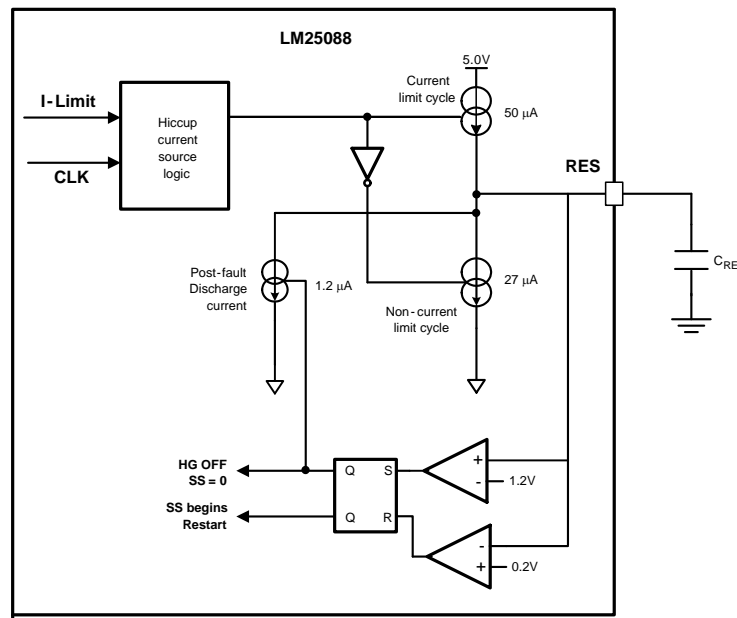 LM25088
5.0V
Current
limit cycle
50 μA
I-Limit
CLK
Hiccup
current
source
logic
RES
C_RE
Post-fault
Discharge
current
1.2 μA
27 μA
Non-current
limit cycle
HG OFF
SS = 0
SS begins
Restart
Q
S
Q
R
+
-
1.2V
-
+
0.2V